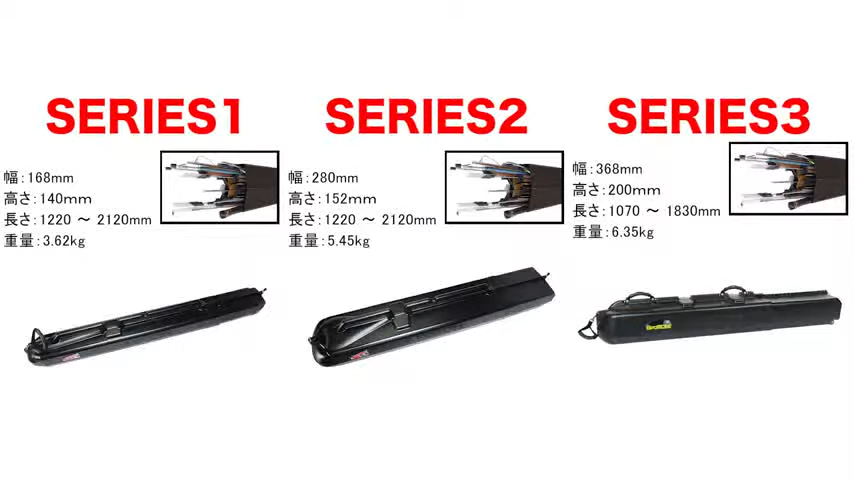 SERIES1
幅：168mm
高さ：140mm
長さ：1220 ～ 2120mm
重量：3.62kg
SERIES2
幅：280mm
高さ：152mm
長さ：1220 ～ 2120mm
重量：5.45kg
SERIES3
幅：368mm
高さ：200mm
長さ：1070 ～ 1830mm
重量：6.35kg